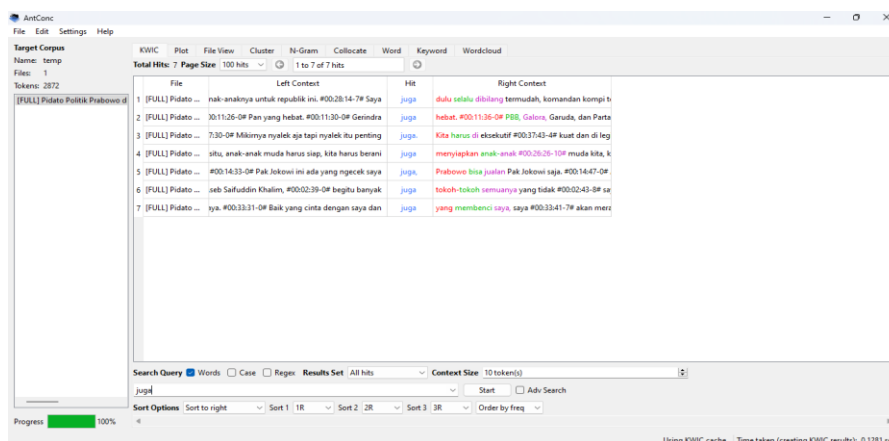 AntConc
File Edit Settings Help
Target Corpus
Name: temp
Files: 1
Tokens: 2872
[FULL] Pidato Politik Prabowo d
KWIC Plot File View Cluster N-Gram Collocate Word Keyword Wordcloud
Total Hits: 7 Page Size 100 hits 1 to 7 of 7 hits
File Left Context Hit Right Context
1 [FULL] Pidato ... nak-anaknya untuk republik ini. #00:28:14-7# Saya juga dulu selalu dibilang termudah, komandan kompi t
2 [FULL] Pidato ... 00:11:26-0# Pan yang hebat. #00:11:30-0# Gerindra juga hebat. #00:11:36-0# PBB, Galora, Garuda, dan Parta
3 [FULL] Pidato ... 7:30-0# Mikirnya nyalek aja tapi nyalek itu penting juga. Kita harus di eksekutif #00:37:43-4# kuat dan di leg
4 [FULL] Pidato ... situ, anak-anak muda harus siap, kita harus berani juga menyiapkan anak-anak #00:26:26-10# muda kita, k
5 [FULL] Pidato ... #00:14:33-0# Pak Jokowi ini ada yang ngecek saya juga, Prabowo bisa jualan Pak Jokowi saja. #00:14:47-0#
6 [FULL] Pidato ... .seb Saifuddin Khalim, #00:02:39-0# begitu banyak juga tokoh-tokoh semuanya yang tidak #00:02:43-8# sa
7 [FULL] Pidato ... ıya. #00:33:31-0# Baik yang cinta dengan saya dan juga yang membenci saya, saya #00:33:41-7# akan mera
Search Query Words Case Regex Results Set All hits Context Size 10 token(s)
juga Start Adv Search
Sort Options Sort to right Sort 1 1R Sort 2 2R Sort 3 3R Order by freq
Progress 100%
Using KWIC cache Time taken (creating KWIC results): 0.1281 s